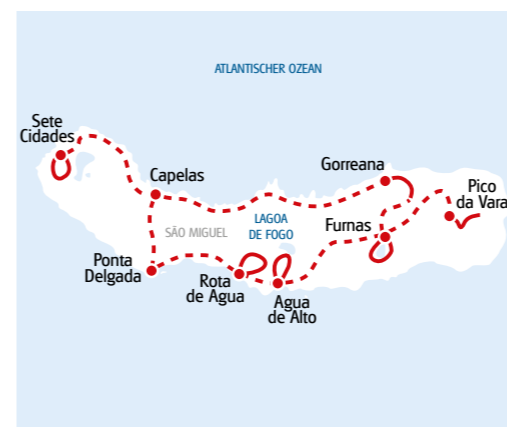 ATLANTISCHER OZEAN
Sete
Cidades
Capelas
Gorreana
Pico
da Vara
SÃO MIGUEL
LAGOA
DE FOGO
Furnas
Ponta
Delgada
Rota
de Agua
Agua
de Alto